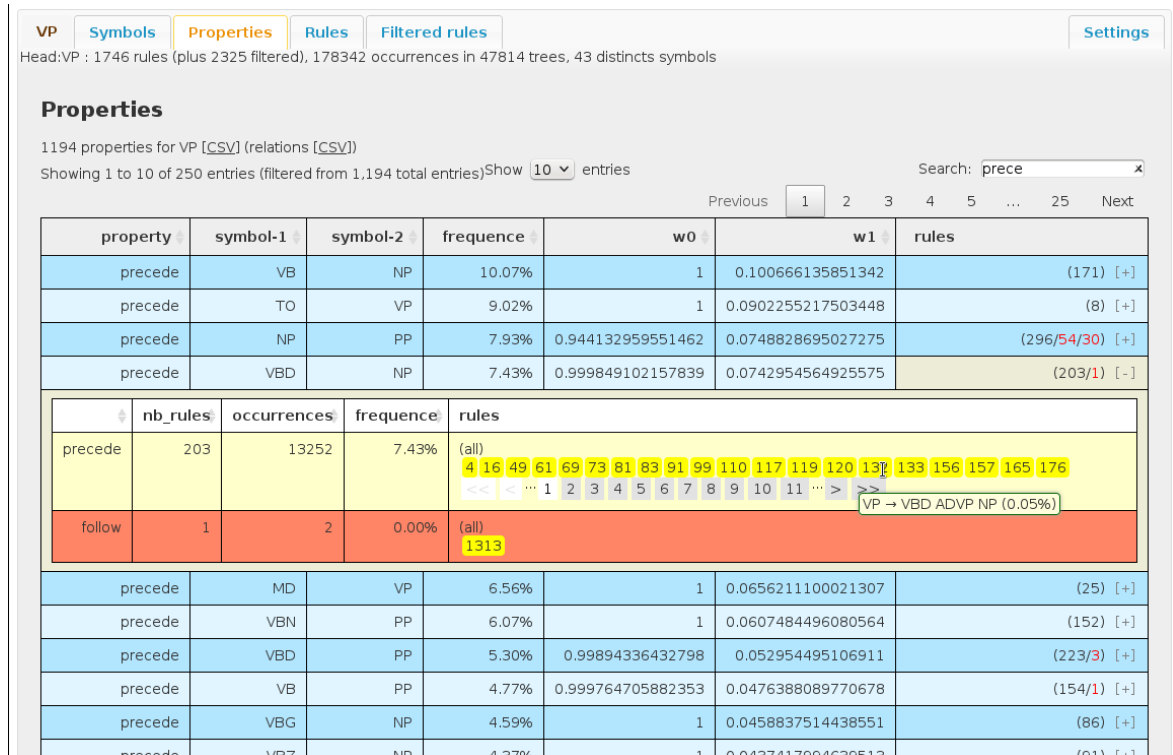 VP Symbols Properties Rules Filtered rules Settings
Head:VP : 1746 rules (plus 2325 filtered), 178342 occurrences in 47814 trees, 43 distincts symbols
Properties
1194 properties for VP [CSV] (relations [CSV])
Showing 1 to 10 of 250 entries (filtered from 1,194 total entries) Show 10 entries Search: prece x
Previous 1 2 3 4 5 ... 25 Next
property symbol-1 symbol-2 frequence w0 w1 rules
precede VB NP 10.07% 1 0.100666135851342 (171) [+]
precede TO VP 9.02% 1 0.0902255217503448 (8) [+]
precede NP PP 7.93% 0.944132959551462 0.0748828695027275 (296/54/30) [+]
precede VBD NP 7.43% 0.999849102157839 0.0742954564925575 (203/1) [-]
nb_rules occurrences frequence rules
precede 203 13252 7.43% (all)
4 16 49 61 69 73 81 83 91 99 110 117 119 120 133 156 157 165 176
<< < ... 1 2 3 4 5 6 7 8 9 10 11 ... > >>
VP → VBD ADVP NP (0.05%)
follow 1 2 0.00% (all)
1313
precede MD VP 6.56% 1 0.0656211100021307 (25) [+]
precede VBN PP 6.07% 1 0.0607484496080564 (152) [+]
precede VBD PP 5.30% 0.99894336432798 0.052954495106911 (223/3) [+]
precede VB PP 4.77% 0.999764705882353 0.0476388089770678 (154/1) [+]
precede VBG NP 4.59% 1 0.0458837514438551 (86) [+]